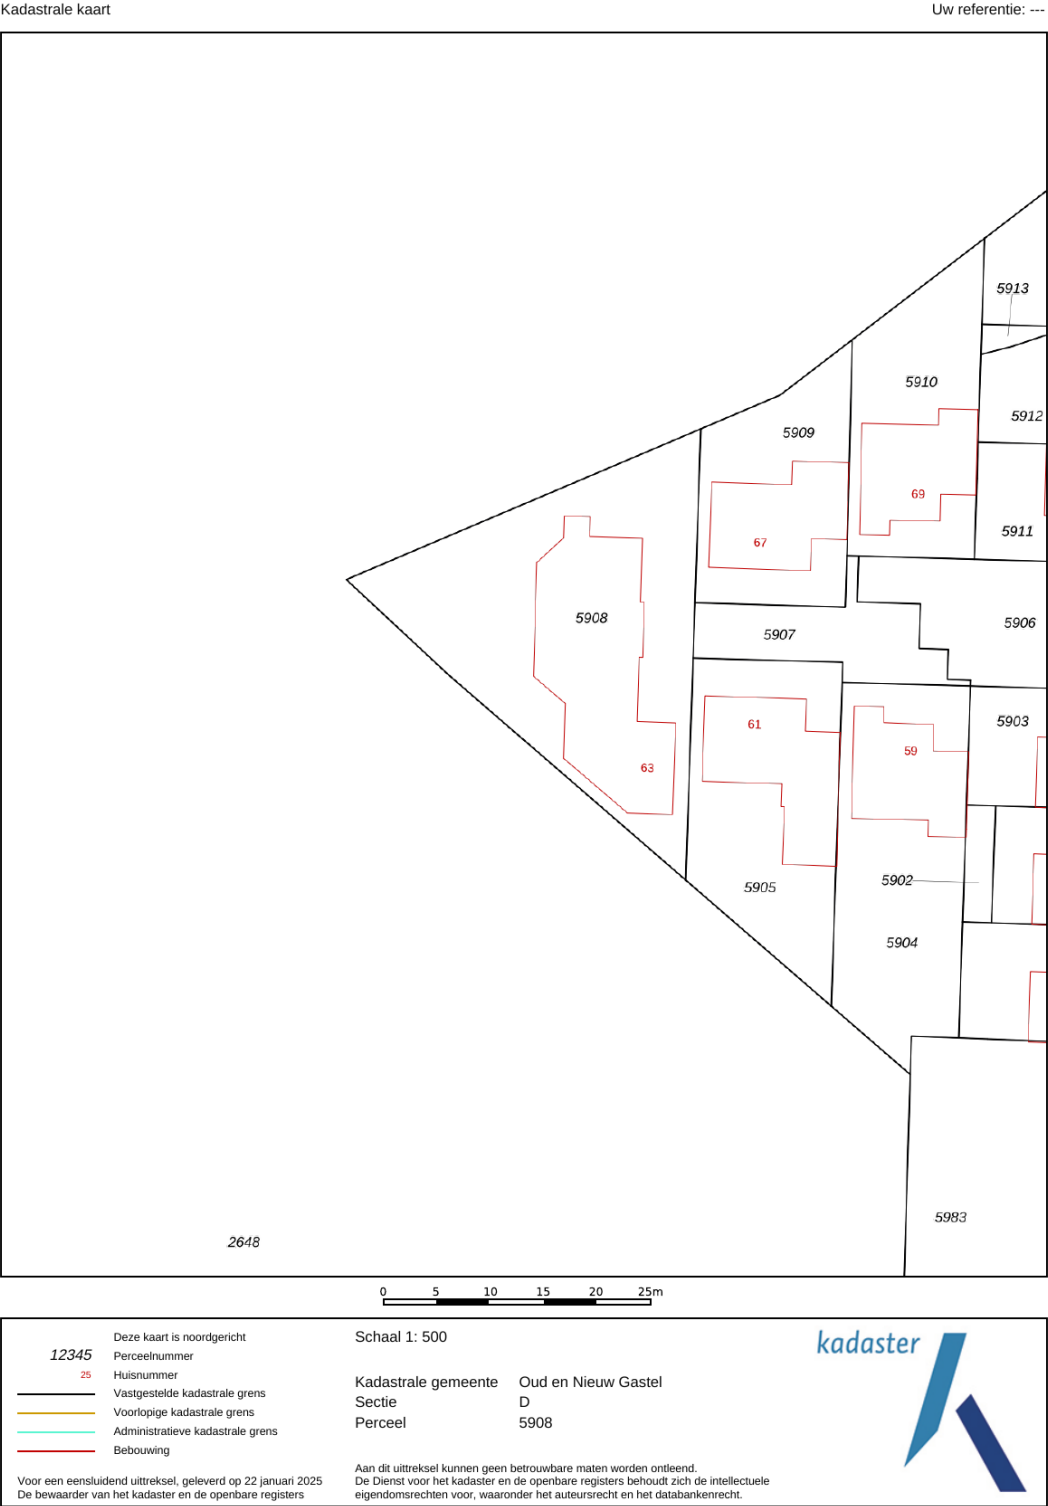 Kadastrale kaart
Uw referentie: ---
5913
5910
5912
5909
69
5911
67
5908
5906
5907
5903
61
59
63
5902
5905
5904
5983
2648
0 5 10 15 20 25m
Deze kaart is noordgericht
12345 Perceelnummer
25 Huisnummer
Vastgestelde kadastrale grens
Voorlopige kadastrale grens
Administratieve kadastrale grens
Bebouwing
Voor een eensluidend uittreksel, geleverd op 22 januari 2025
De bewaarder van het kadaster en de openbare registers
Schaal 1: 500
Kadastrale gemeente Oud en Nieuw Gastel
Sectie D
Perceel 5908
Aan dit uittreksel kunnen geen betrouwbare maten worden ontleend.
De Dienst voor het kadaster en de openbare registers behoudt zich de intellectuele
eigendomsrechten voor, waaronder het auteursrecht en het databankenrecht.
kadaster